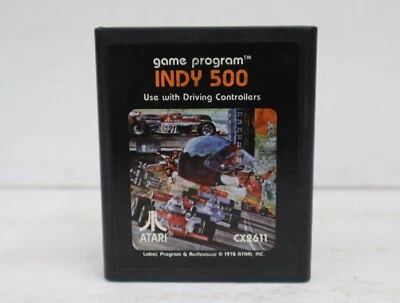 game program™
INDY 500
Use with Driving Controllers
ATARI
CX2611
Label, Program & Audiovisual © 1978 ATARI, INC.